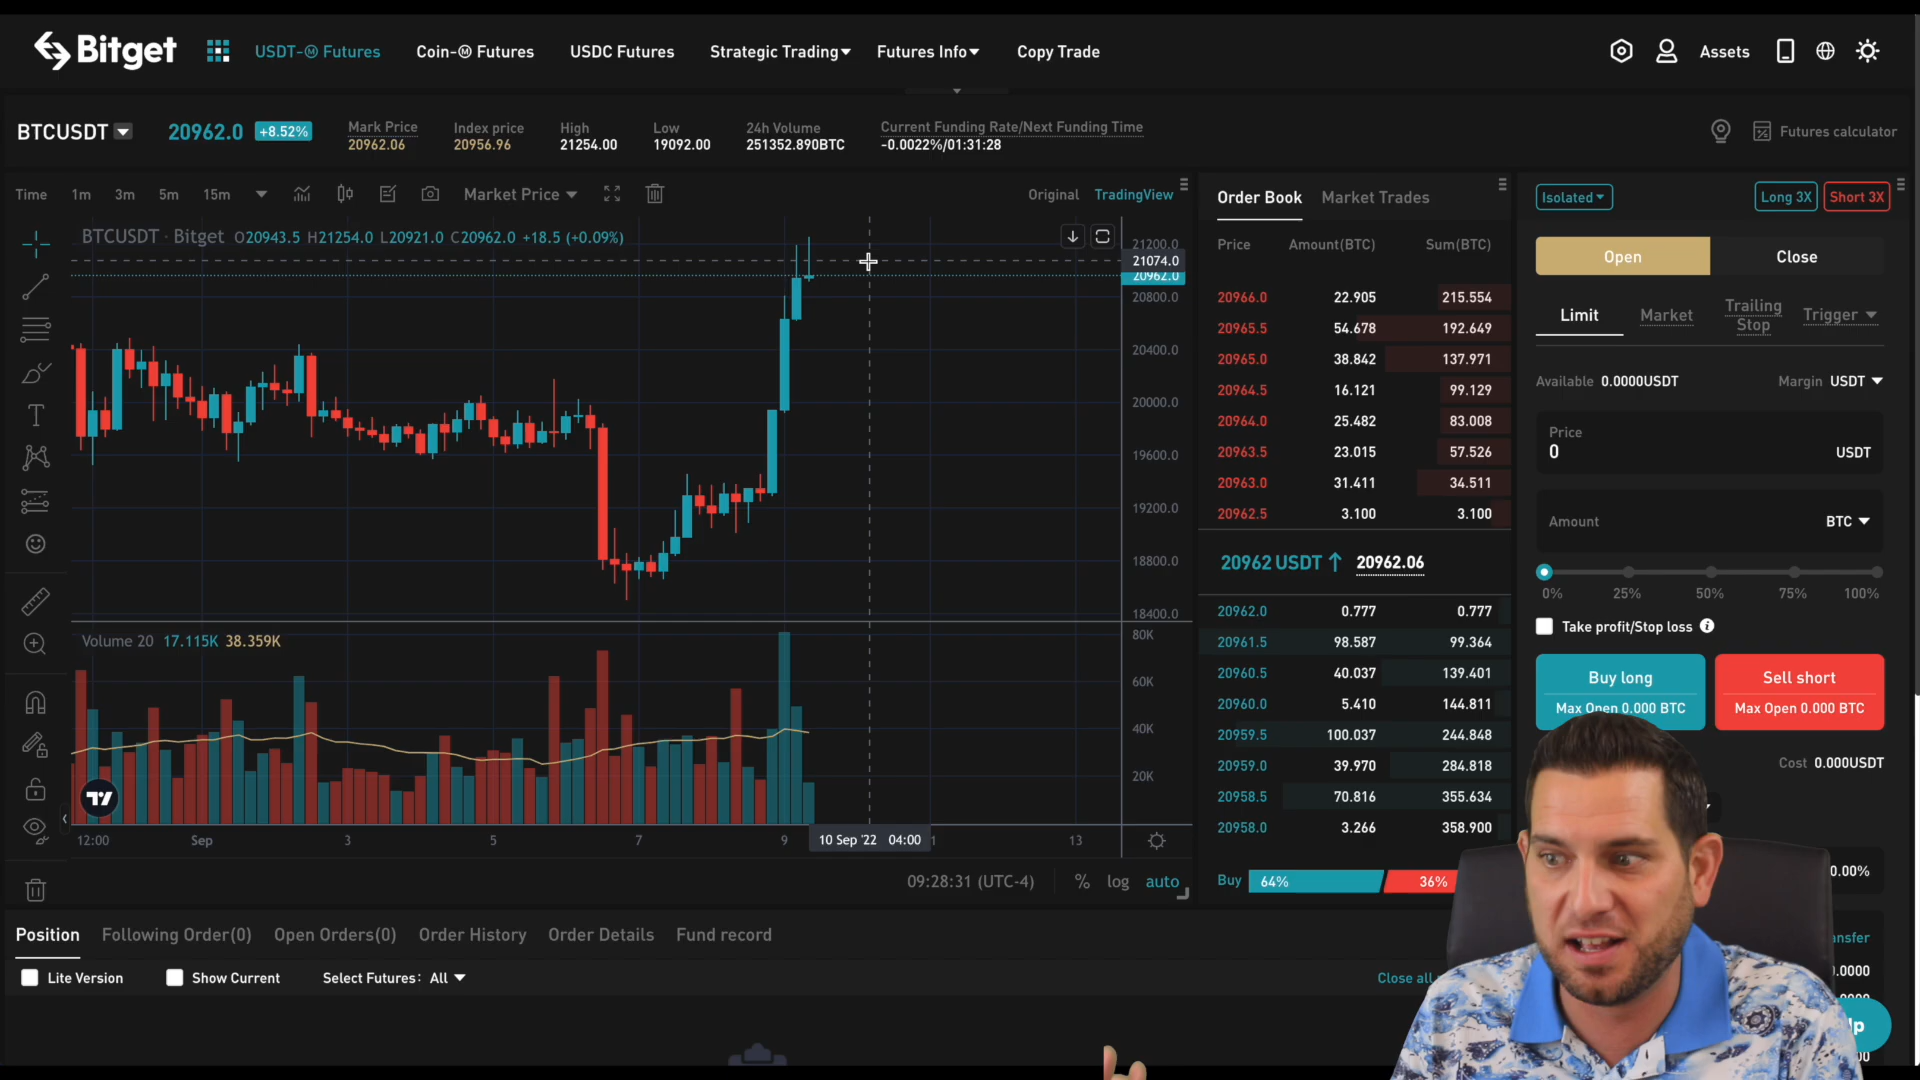 Bitget
USDT-Ⓜ Futures
Coin-Ⓜ Futures
USDC Futures
Strategic Trading
Futures Info
Copy Trade
Assets
BTCUSDT
20962.0
+8.52%
Mark Price
20962.06
Index price
20956.96
High
21254.00
Low
19092.00
24h Volume
251352.890BTC
Current Funding Rate/Next Funding Time
-0.0022%/01:31:28
Futures calculator
Time 1m 3m 5m 15m
Market Price
Original
TradingView
BTCUSDT · Bitget O20943.5 H21254.0 L20921.0 C20962.0 +18.5 (+0.09%)
21200.0
21074.0
20962.0
20800.0
20400.0
20000.0
19600.0
19200.0
18800.0
18400.0
Volume 20 17.115K 38.359K
80K
60K
40K
20K
12:00 Sep 3 5 7 9 10 Sep '22 04:00 1 13
09:28:31 (UTC-4) % log auto
Order Book
Market Trades
Price Amount(BTC) Sum(BTC)
20966.0 22.905 215.554
20965.5 54.678 192.649
20965.0 38.842 137.971
20964.5 16.121 99.129
20964.0 25.482 83.008
20963.5 23.015 57.526
20963.0 31.411 34.511
20962.5 3.100 3.100
20962 USDT ↑ 20962.06
20962.0 0.777 0.777
20961.5 98.587 99.364
20960.5 40.037 139.401
20960.0 5.410 144.811
20959.5 100.037 244.848
20959.0 39.970 284.818
20958.5 70.816 355.634
20958.0 3.266 358.900
Buy 64% 36%
Isolated
Long 3X
Short 3X
Open
Close
Limit
Market
Trailing
Stop
Trigger
Available 0.0000USDT
Margin USDT
Price
0 USDT
Amount BTC
0% 25% 50% 75% 100%
Take profit/Stop loss
Buy long
Max Open 0.000 BTC
Sell short
Max Open 0.000 BTC
Cost 0.000USDT
0.00%
ansfer
.0000
Position
Following Order(0)
Open Orders(0)
Order History
Order Details
Fund record
Lite Version
Show Current
Select Futures: All
Close all